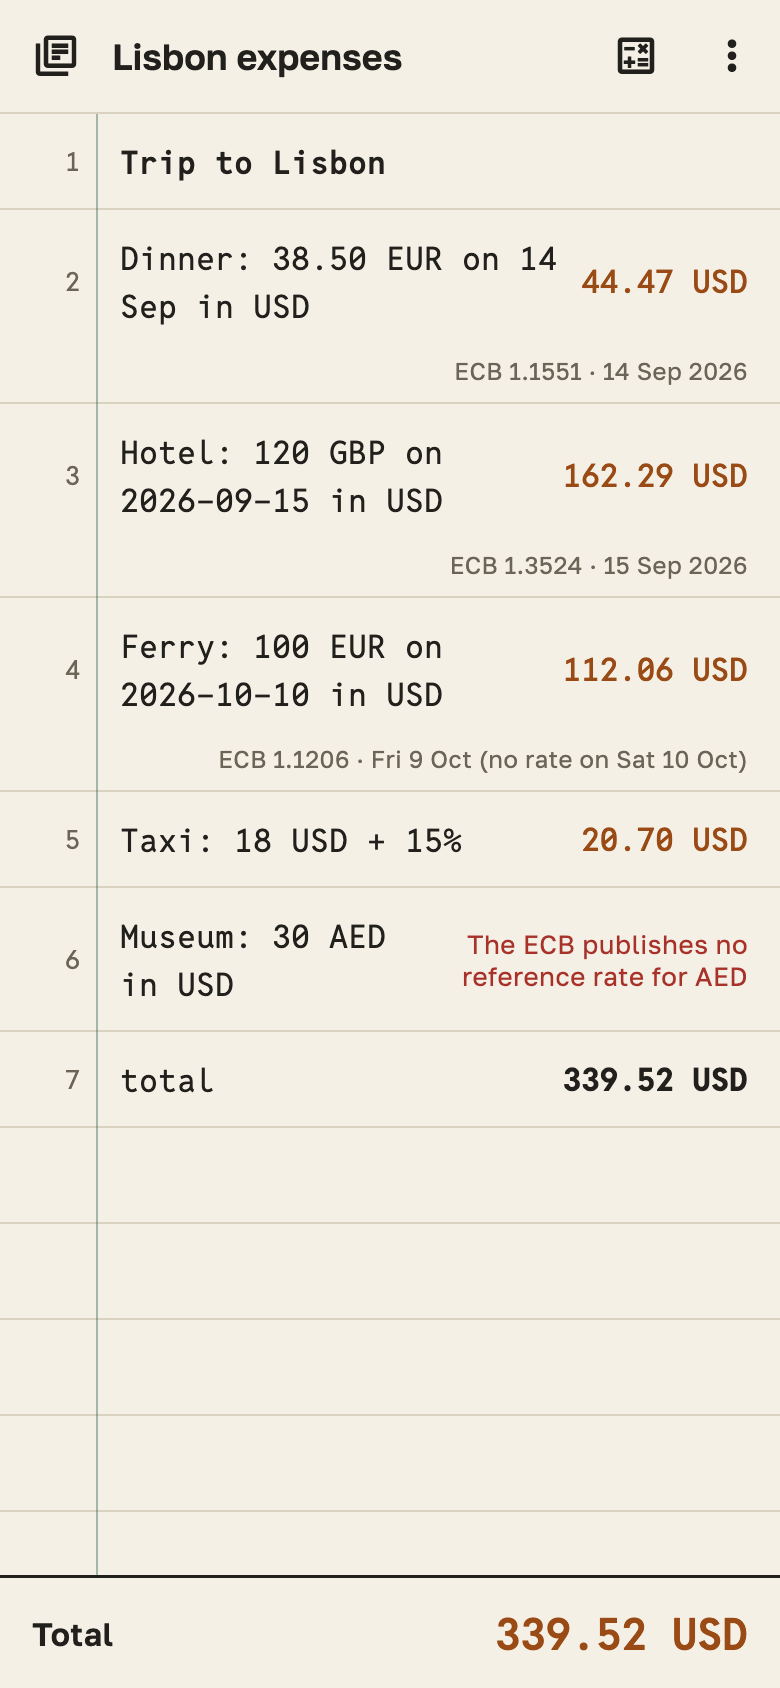 Lisbon expenses
1 Trip to Lisbon
2 Dinner: 38.50 EUR on 14
Sep in USD
44.47 USD
ECB 1.1551 · 14 Sep 2026
3 Hotel: 120 GBP on
2026-09-15 in USD
162.29 USD
ECB 1.3524 · 15 Sep 2026
4 Ferry: 100 EUR on
2026-10-10 in USD
112.06 USD
ECB 1.1206 · Fri 9 Oct (no rate on Sat 10 Oct)
5 Taxi: 18 USD + 15% 20.70 USD
6 Museum: 30 AED
in USD
The ECB publishes no
reference rate for AED
7 total 339.52 USD
Total 339.52 USD